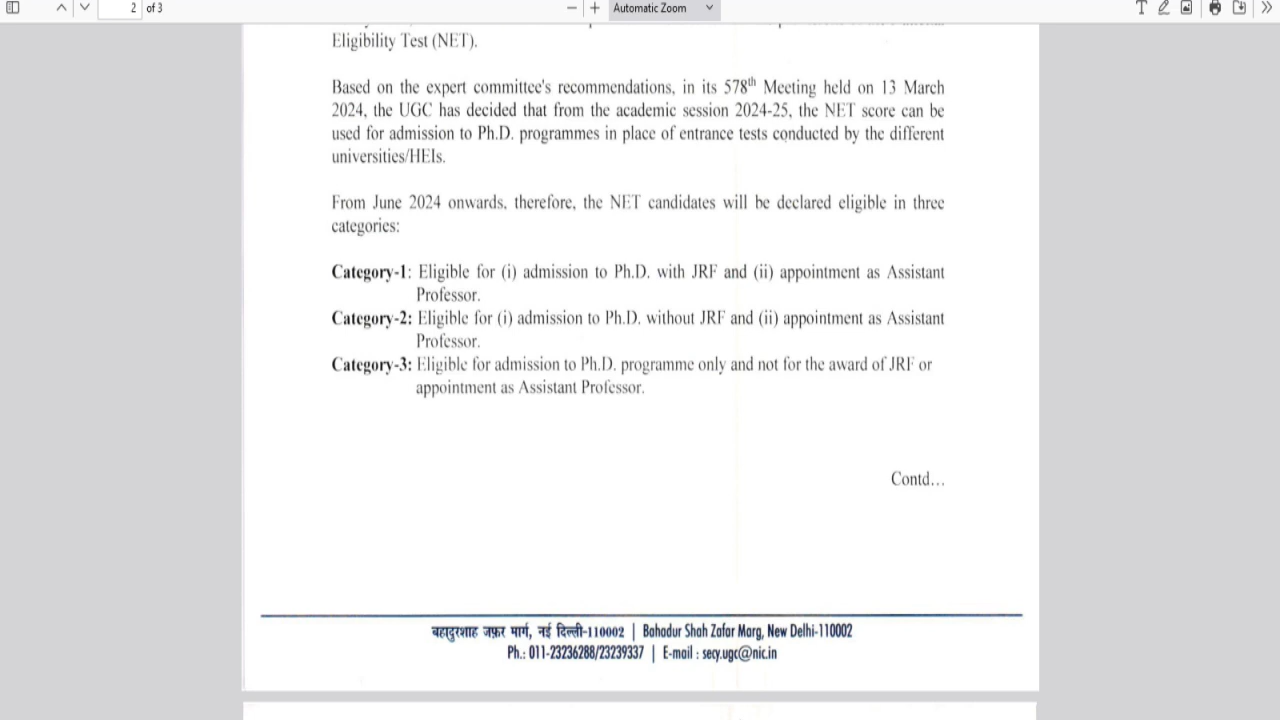 2 of 3
Automatic Zoom
Eligibility Test (NET).
Based on the expert committee's recommendations, in its 578th Meeting held on 13 March
2024, the UGC has decided that from the academic session 2024-25, the NET score can be
used for admission to Ph.D. programmes in place of entrance tests conducted by the different
universities/HEIs.
From June 2024 onwards, therefore, the NET candidates will be declared eligible in three
categories:
Category-1: Eligible for (i) admission to Ph.D. with JRF and (ii) appointment as Assistant
Professor.
Category-2: Eligible for (i) admission to Ph.D. without JRF and (ii) appointment as Assistant
Professor.
Category-3: Eligible for admission to Ph.D. programme only and not for the award of JRF or
appointment as Assistant Professor.
Contd...
बहादुरशाह ज़फ़र मार्ग, नई दिल्ली-110002 | Bahadur Shah Zafar Marg, New Delhi-110002
Ph.: 011-23236288/23239337 | E-mail : secy.ugc@nic.in